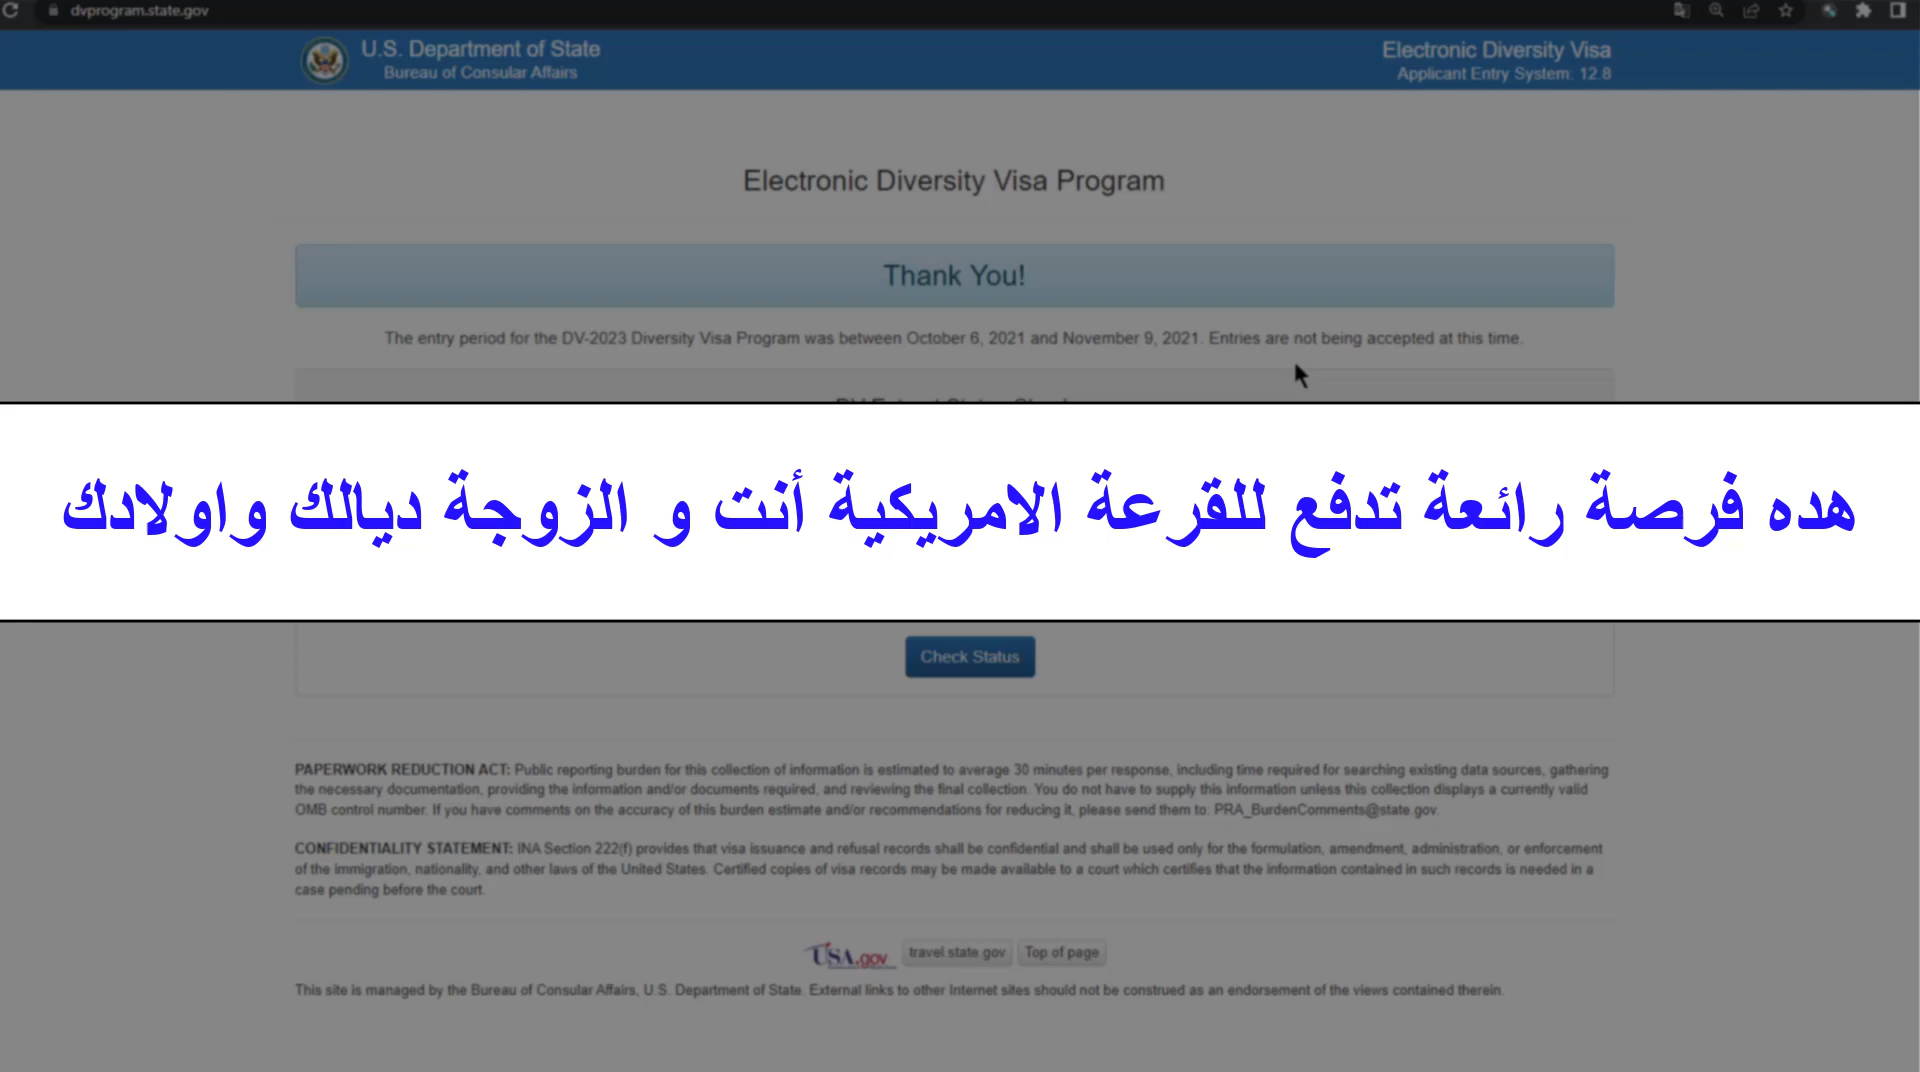 dvprogram.state.gov
U.S. Department of State
Bureau of Consular Affairs
Electronic Diversity Visa
Applicant Entry System: 12.8
Electronic Diversity Visa Program
Thank You!
The entry period for the DV-2023 Diversity Visa Program was between October 6, 2021 and November 9, 2021. Entries are not being accepted at this time.
هده فرصة رائعة تدفع للقرعة الامريكية أنت و الزوجة ديالك واولادك
Check Status
PAPERWORK REDUCTION ACT: Public reporting burden for this collection of information is estimated to average 30 minutes per response, including time required for searching existing data sources, gathering
the necessary documentation, providing the information and/or documents required, and reviewing the final collection. You do not have to supply this information unless this collection displays a currently valid
OMB control number. If you have comments on the accuracy of this burden estimate and/or recommendations for reducing it, please send them to: PRA_BurdenComments@state.gov.
CONFIDENTIALITY STATEMENT: INA Section 222(f) provides that visa issuance and refusal records shall be confidential and shall be used only for the formulation, amendment, administration, or enforcement
of the immigration, nationality, and other laws of the United States. Certified copies of visa records may be made available to a court which certifies that the information contained in such records is needed in a
case pending before the court.
USA.gov
travel.state.gov
Top of page
This site is managed by the Bureau of Consular Affairs, U.S. Department of State. External links to other Internet sites should not be construed as an endorsement of the views contained therein.